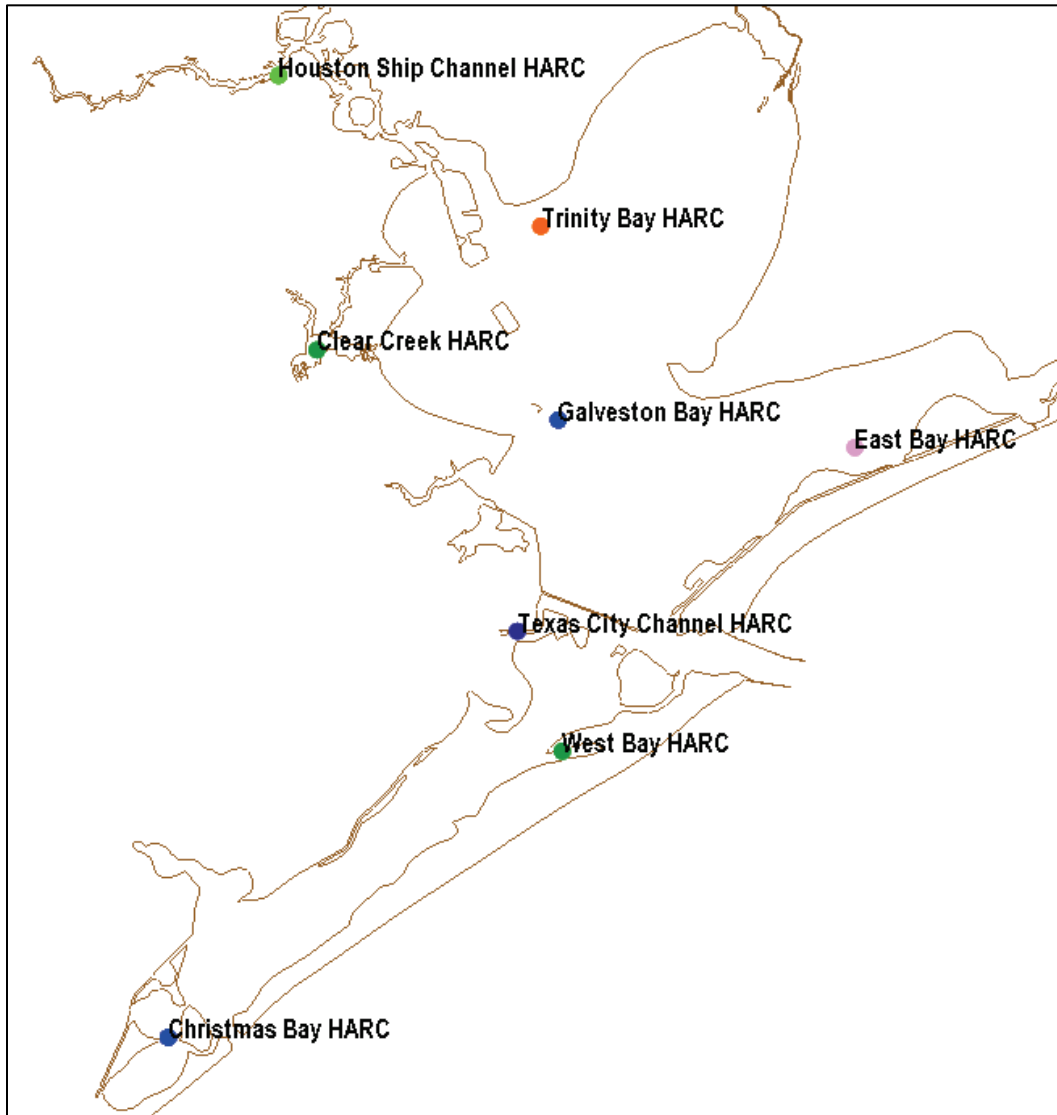 Houston Ship Channel HARC
Trinity Bay HARC
Clear Creek HARC
Galveston Bay HARC
East Bay HARC
Texas City Channel HARC
West Bay HARC
Christmas Bay HARC